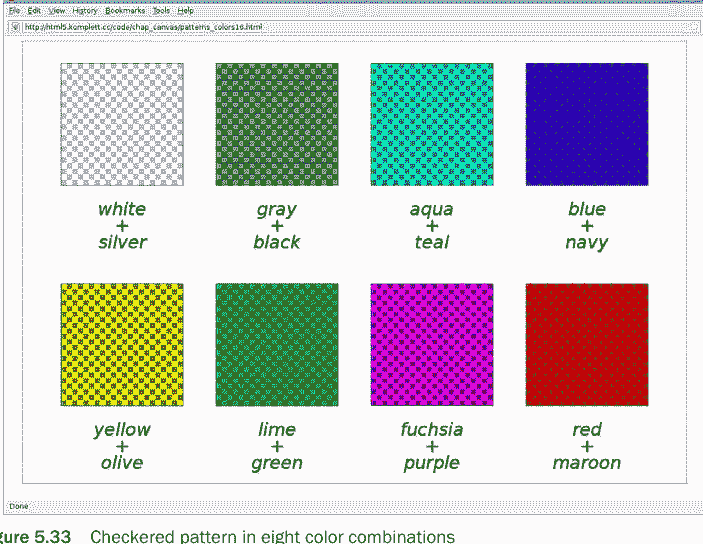 File Edit View History Bookmarks Tools Help
http://html5.komplett.cc/code/chap_canvas/patterns_colors16.html
white + silver
gray + black
aqua + teal
blue + navy
yellow + olive
lime + green
fuchsia + purple
red + maroon
Done
gure 5.33 Checkered pattern in eight color combinations